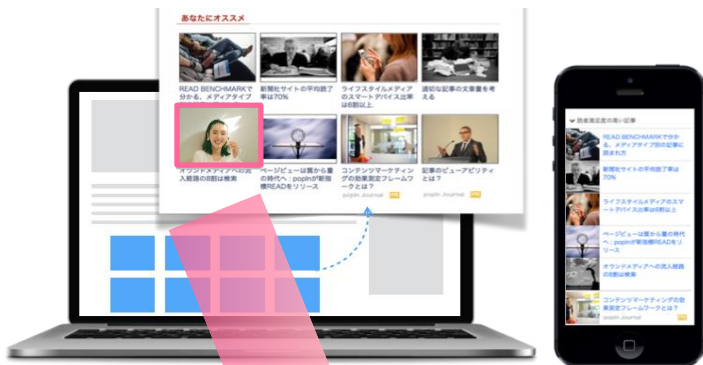 あなたにオススメ
READ BENCHMARKで
分かる、メディアタイプ
新聞社サイトの平均読了
率は70%
ライフスタイルメディア
のスマートデバイス比率
は6割以上
適切な記事の文章量を考
える
オウンドメディアへの流
入経路の8割は検索
ページビューは質から量
の時代へ：popInが新指
標READをリリース
コンテンツマーケティン
グの効果測定フレームワ
ークとは？
popIn Journal
記事のビューアビリティ
とは？
popIn Journal
読者満足度の高い記事
READ BENCHMARKで分か
る、メディアタイプ別の記事に
読まれ方
新聞社サイトの平均読了率は
70%
ライフスタイルメディアのスマ
ートデバイス比率は6割以上
ページビューは質から量の時代
へ：popInが新指標READをリ
リース
オウンドメディアへの流入経路
の8割は検索
コンテンツマーケティングの効
果測定フレームワークとは？
popIn Journal